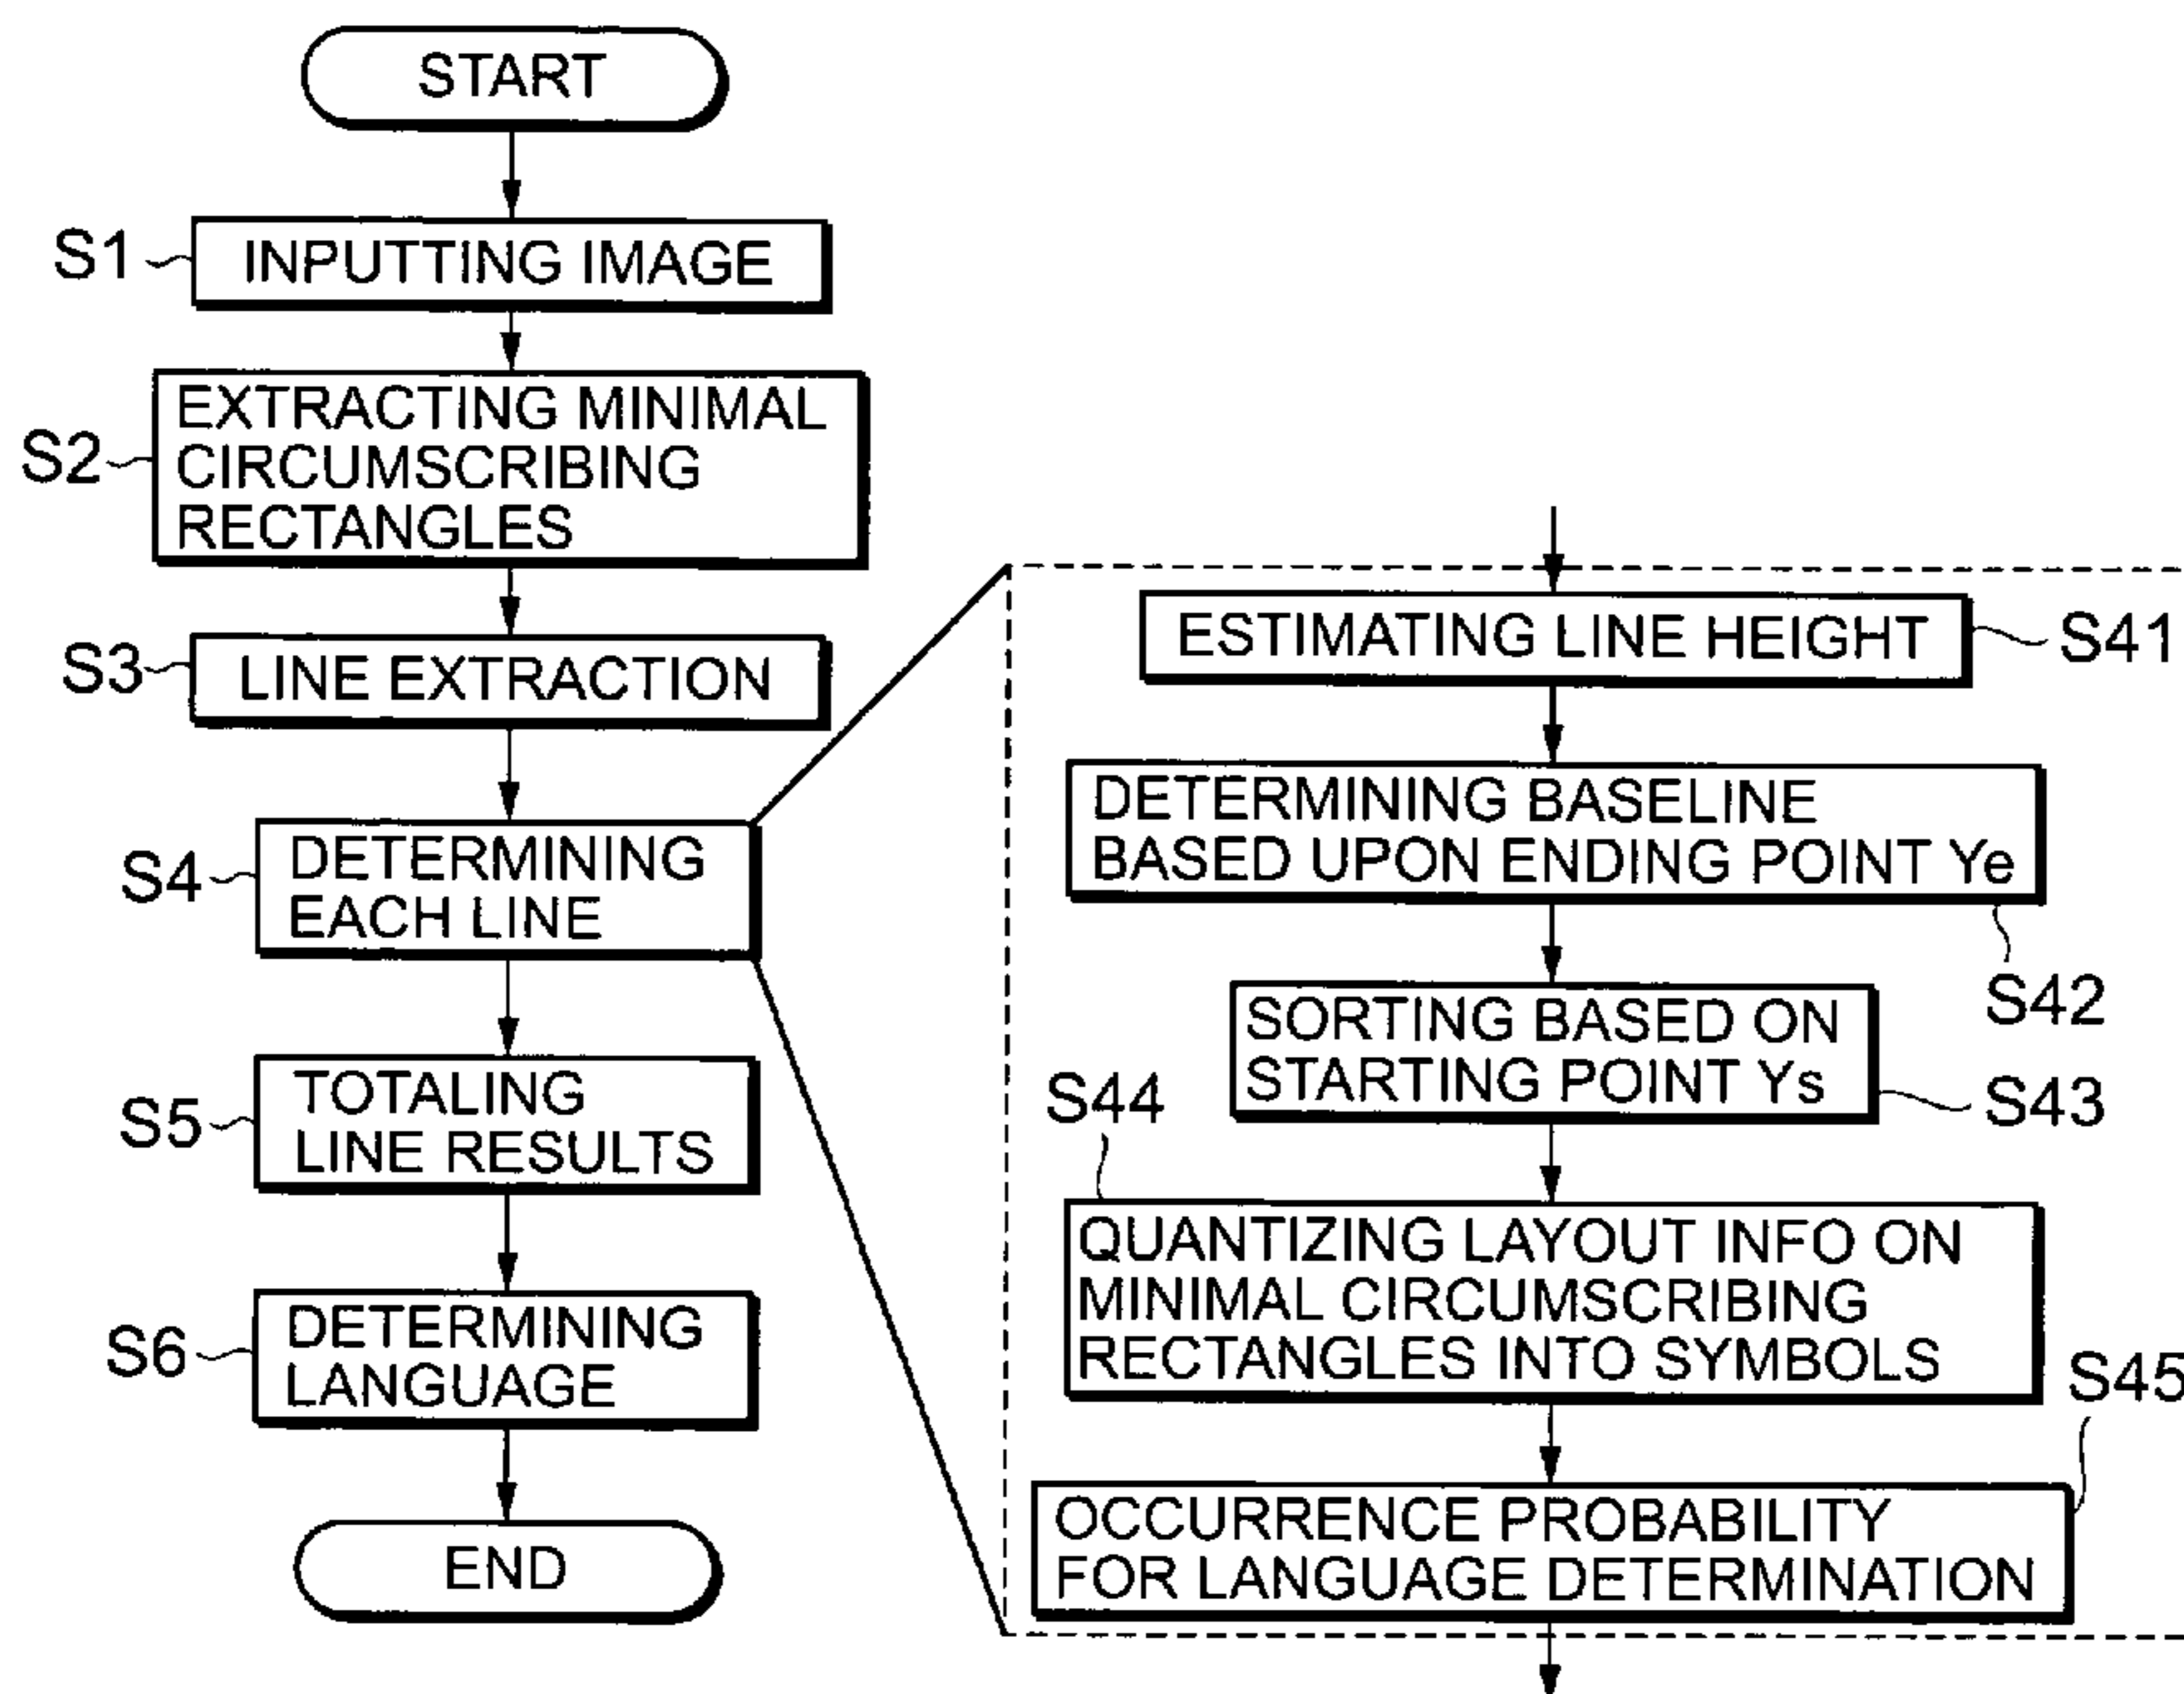 START
S1
INPUTTING IMAGE
S2
EXTRACTING MINIMAL
CIRCUMSCRIBING
RECTANGLES
S3
LINE EXTRACTION
S4
DETERMINING
EACH LINE
S5
TOTALING
LINE RESULTS
S6
DETERMINING
LANGUAGE
END
ESTIMATING LINE HEIGHT
S41
DETERMINING BASELINE
BASED UPON ENDING POINT Ye
S42
SORTING BASED ON
STARTING POINT Ys
S43
S44
QUANTIZING LAYOUT INFO ON
MINIMAL CIRCUMSCRIBING
RECTANGLES INTO SYMBOLS
S45
OCCURRENCE PROBABILITY
FOR LANGUAGE DETERMINATION